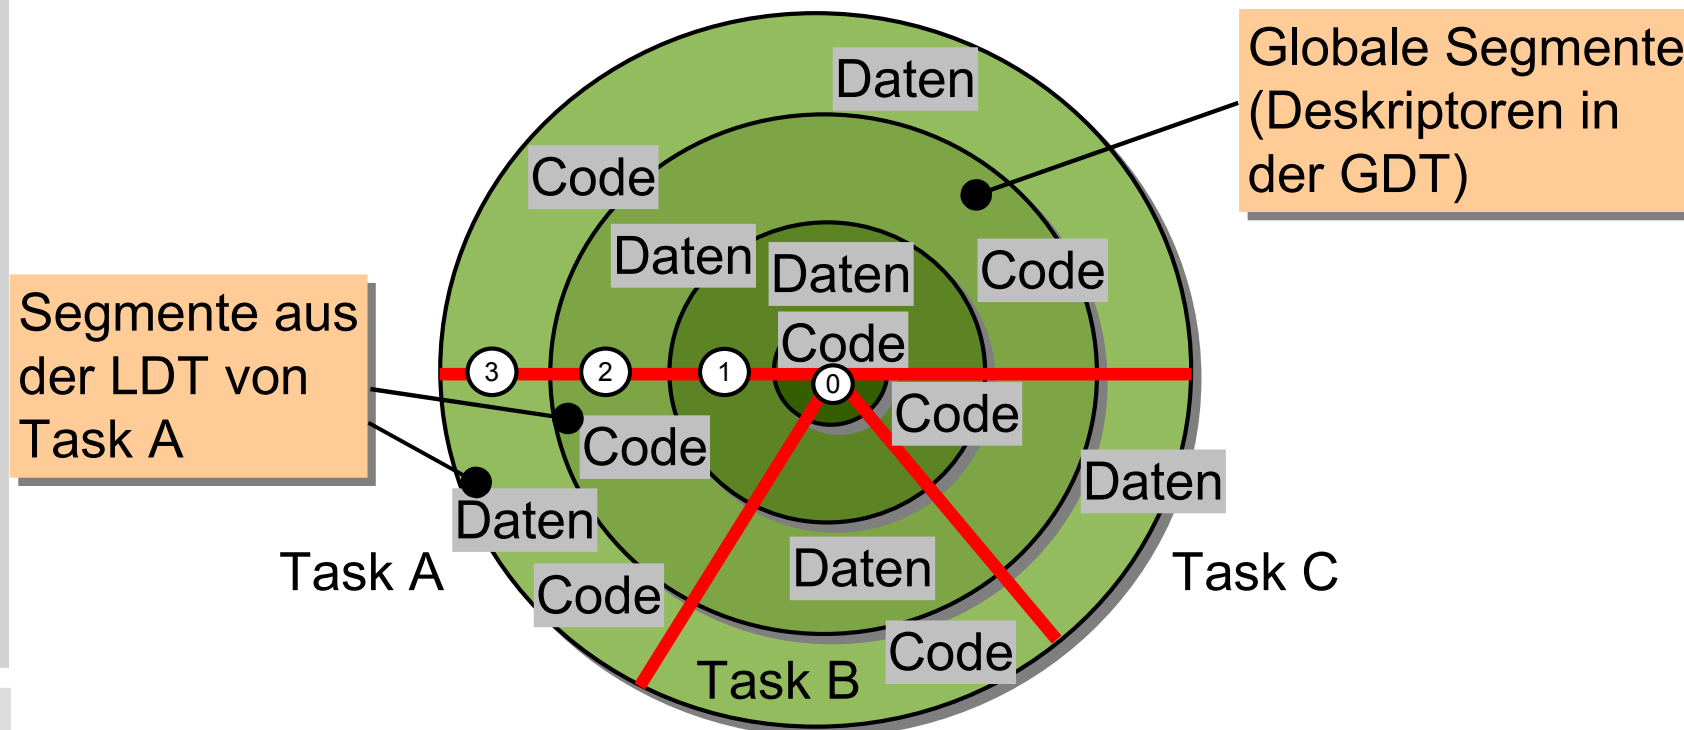 Globale Segmente
(Deskriptoren in
der GDT)
Daten
Code
Daten
Daten
Code
Code
Segmente aus
der LDT von
Task A
3
2
1
0
Code
Code
Daten
Daten
Task A
Code
Daten
Task C
Code
Task B